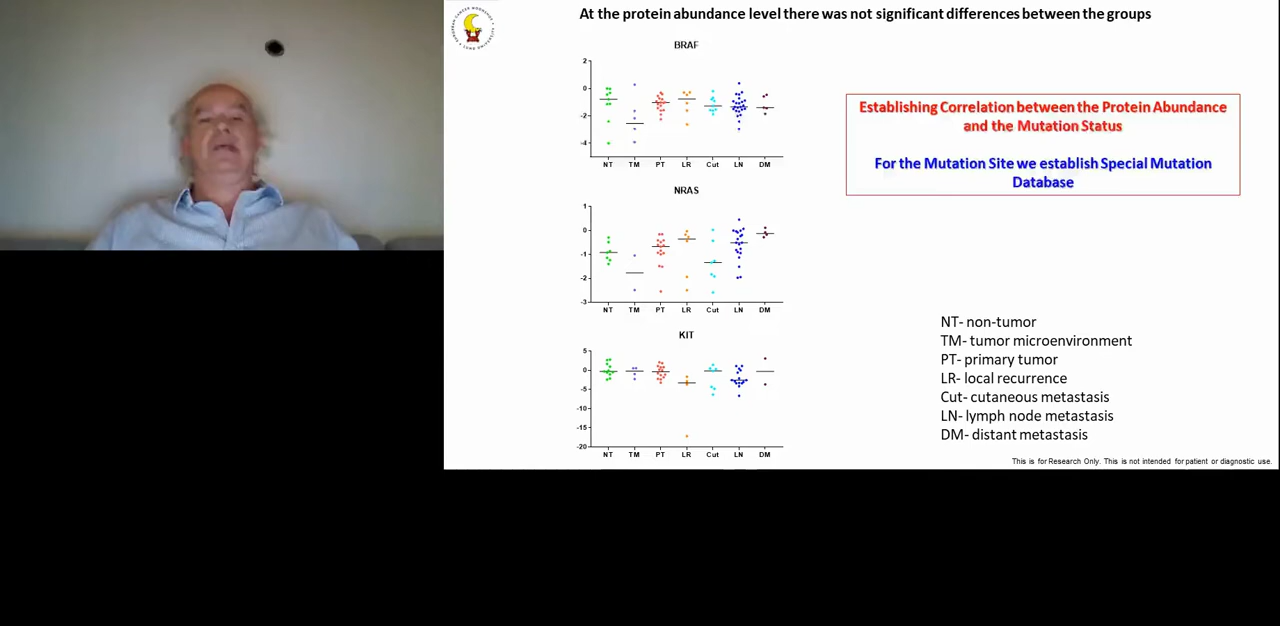 At the protein abundance level there was not significant differences between the groups
BRAF
2
0
-2
-4
NT TM PT LR Cut LN DM
NRAS
1
0
-1
-2
-3
NT TM PT LR Cut LN DM
KIT
5
0
-5
-10
-15
-20
NT TM PT LR Cut LN DM
Establishing Correlation between the Protein Abundance
and the Mutation Status
For the Mutation Site we establish Special Mutation
Database
NT- non-tumor
TM- tumor microenvironment
PT- primary tumor
LR- local recurrence
Cut- cutaneous metastasis
LN- lymph node metastasis
DM- distant metastasis
This is for Research Only. This is not intended for patient or diagnostic use.